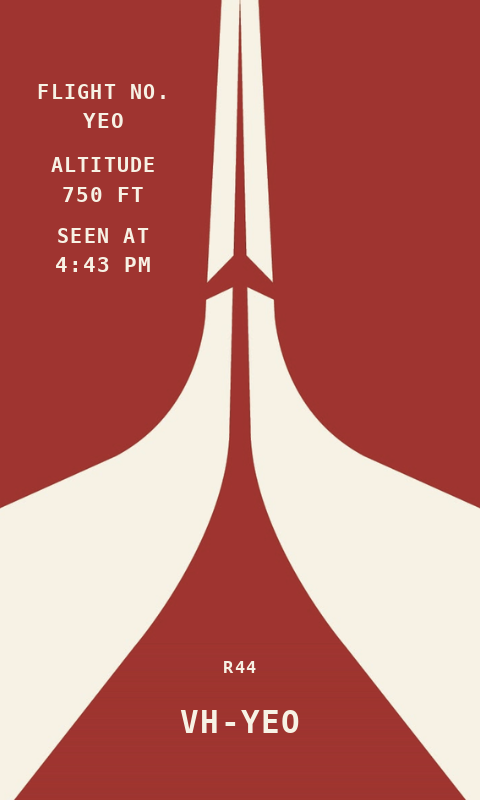 FLIGHT NO.
YEO
ALTITUDE
750 FT
SEEN AT
4:43 PM
R44
VH-YEO